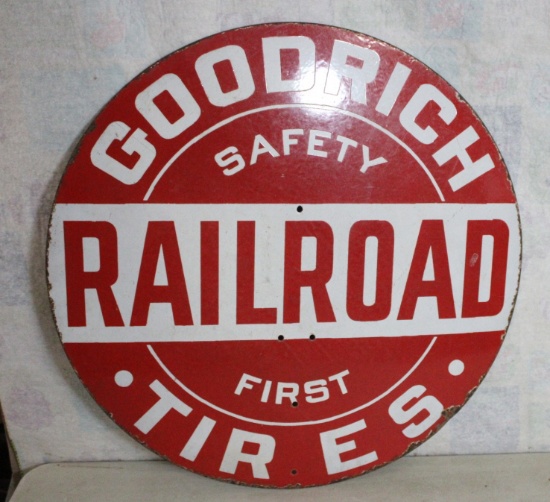 GOODRICH
SAFETY
RAILROAD
FIRST
• TIRES •